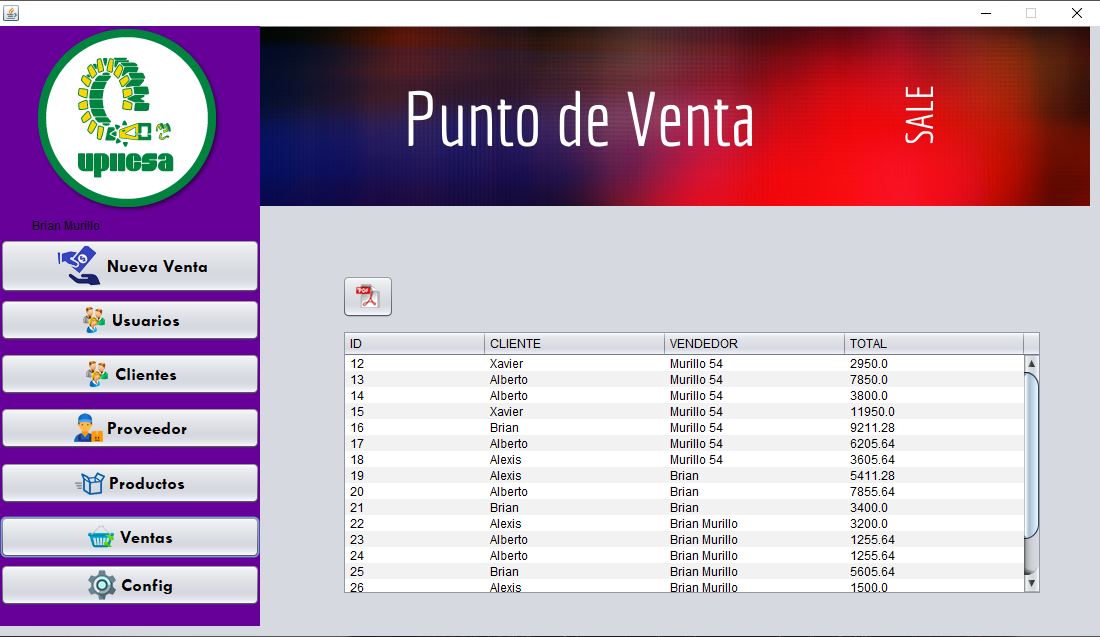 Punto de Venta
SALE
upiicsa
Brian Murillo
Nueva Venta
Usuarios
Clientes
Proveedor
Productos
Ventas
Config
PDF
ID CLIENTE VENDEDOR TOTAL
12 Xavier Murillo 54 2950.0
13 Alberto Murillo 54 7850.0
14 Alberto Murillo 54 3800.0
15 Xavier Murillo 54 11950.0
16 Brian Murillo 54 9211.28
17 Alberto Murillo 54 6205.64
18 Alexis Murillo 54 3605.64
19 Alexis Brian 5411.28
20 Alberto Brian 7855.64
21 Brian Brian 3400.0
22 Alexis Brian Murillo 3200.0
23 Alberto Brian Murillo 1255.64
24 Alberto Brian Murillo 1255.64
25 Brian Brian Murillo 5605.64
26 Alexis Brian Murillo 1500.0